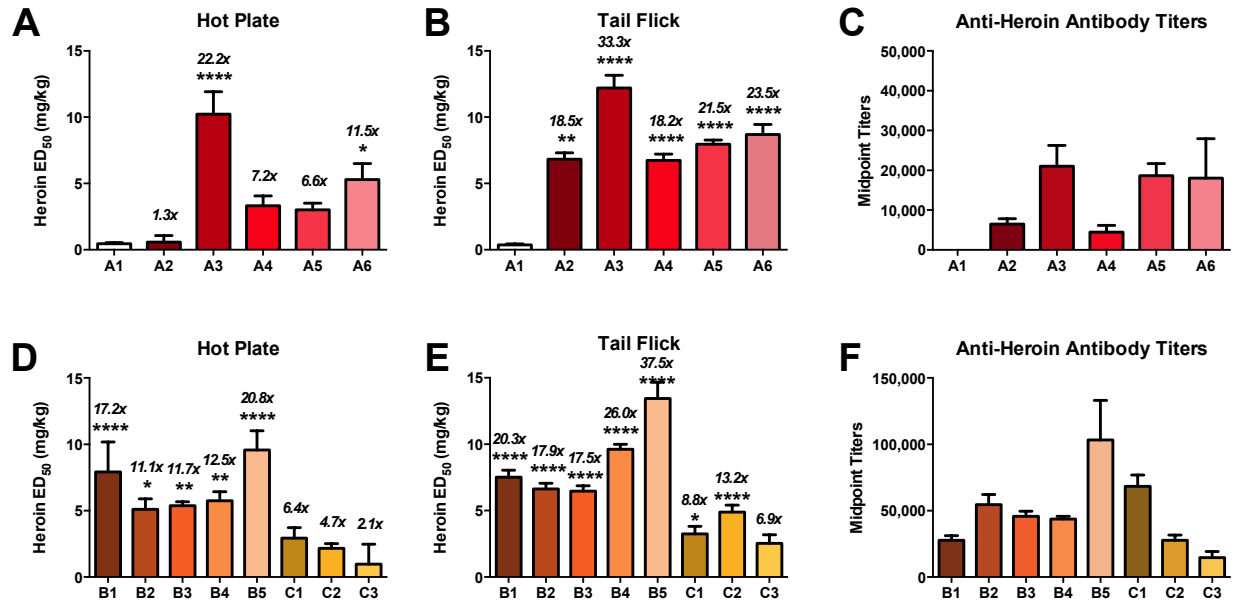 A
Hot Plate
Heroin ED50 (mg/kg)
15
10
5
0
1.3x
22.2x
****
7.2x
6.6x
11.5x
*
A1 A2 A3 A4 A5 A6
B
Tail Flick
Heroin ED50 (mg/kg)
15
10
5
0
18.5x
**
33.3x
****
18.2x
****
21.5x
****
23.5x
****
A1 A2 A3 A4 A5 A6
C
Anti-Heroin Antibody Titers
Midpoint Titers
50,000
40,000
30,000
20,000
10,000
0
A1 A2 A3 A4 A5 A6
D
Hot Plate
Heroin ED50 (mg/kg)
15
10
5
0
17.2x
****
11.1x
*
11.7x
**
12.5x
**
20.8x
****
6.4x
4.7x
2.1x
B1 B2 B3 B4 B5 C1 C2 C3
E
Tail Flick
Heroin ED50 (mg/kg)
15
10
5
0
20.3x
****
17.9x
****
17.5x
****
26.0x
****
37.5x
****
8.8x
*
13.2x
****
6.9x
B1 B2 B3 B4 B5 C1 C2 C3
F
Anti-Heroin Antibody Titers
Midpoint Titers
150,000
100,000
50,000
0
B1 B2 B3 B4 B5 C1 C2 C3